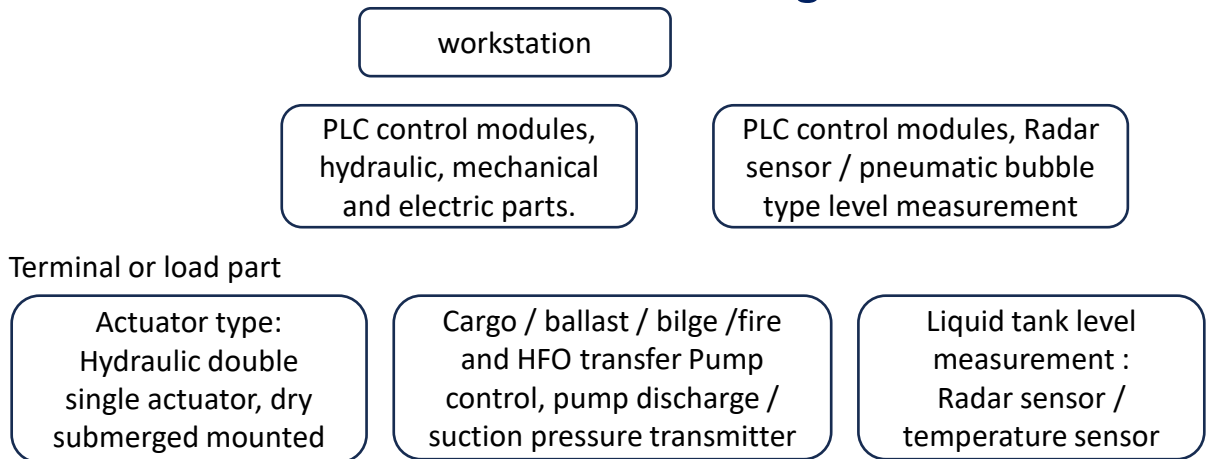 workstation
PLC control modules,
hydraulic, mechanical
and electric parts.
PLC control modules, Radar
sensor / pneumatic bubble
type level measurement
Terminal or load part
Actuator type:
Hydraulic double
single actuator, dry
submerged mounted
Cargo / ballast / bilge /fire
and HFO transfer Pump
control, pump discharge /
suction pressure transmitter
Liquid tank level
measurement :
Radar sensor /
temperature sensor